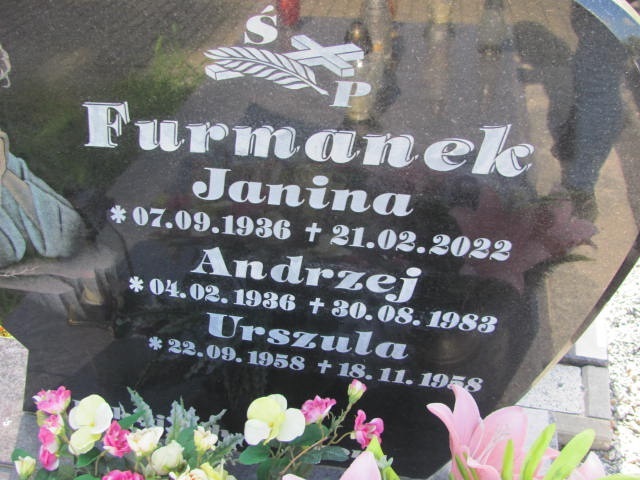 Ś
P
Furmanek
Janina
* 07.09.1936 † 21.02.2022
Andrzej
* 04.02.1936 † 30.08.1983
Urszula
* 22.09.1958 † 18.11.1958